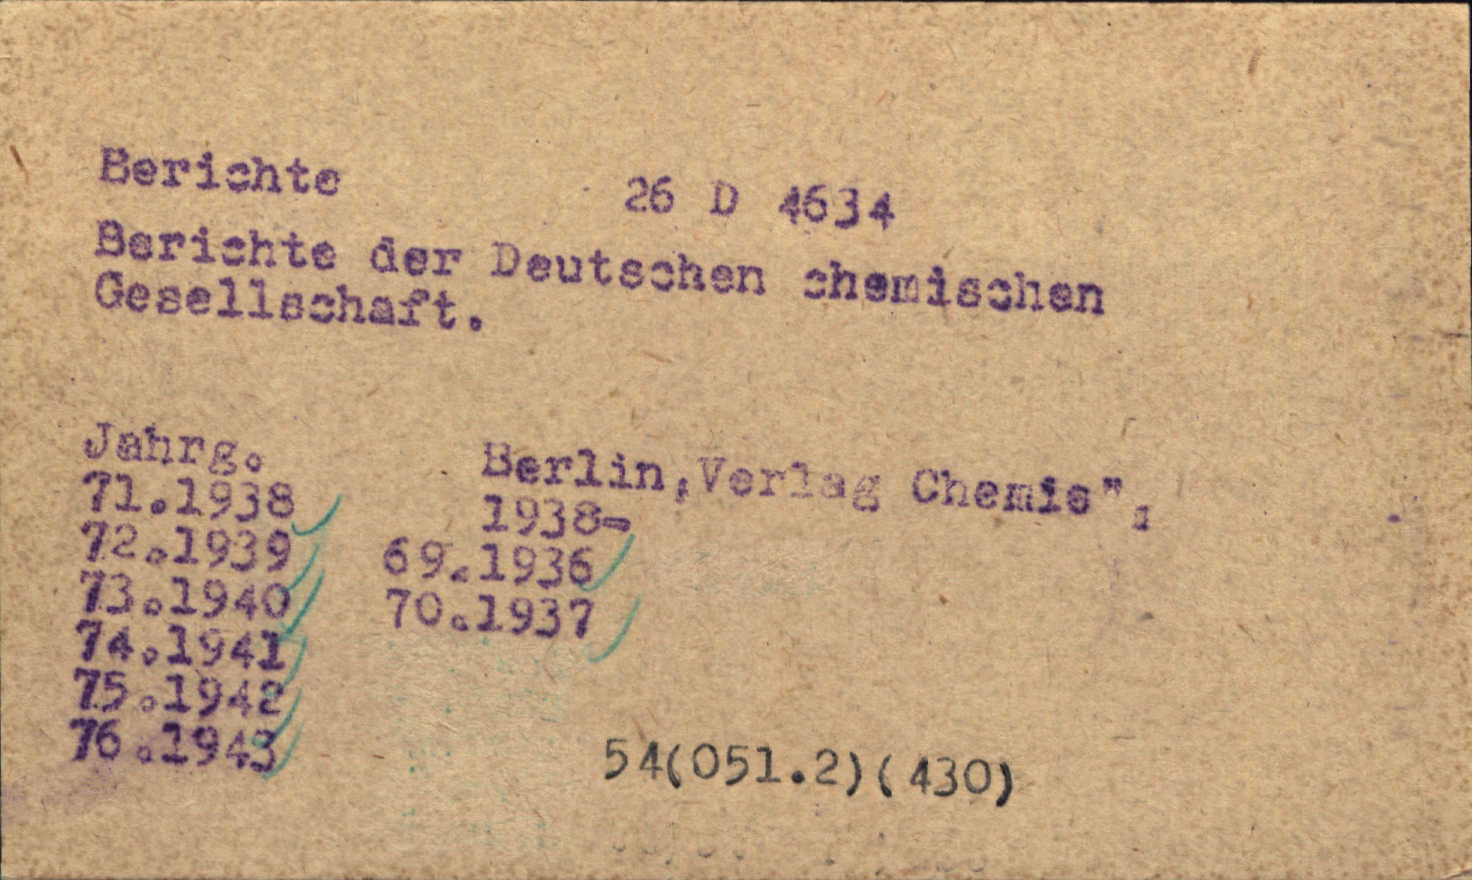 Berichte 26 D 4634
Berichte der Deutschen chemischen
Gesellschaft.
Jahrg. Berlin,Verlag Chemie",
71.1938 1938-
72.1939 69.1936
73.1940 70.1937
74.1941
75.1942
76.1943
54(051.2)(430)